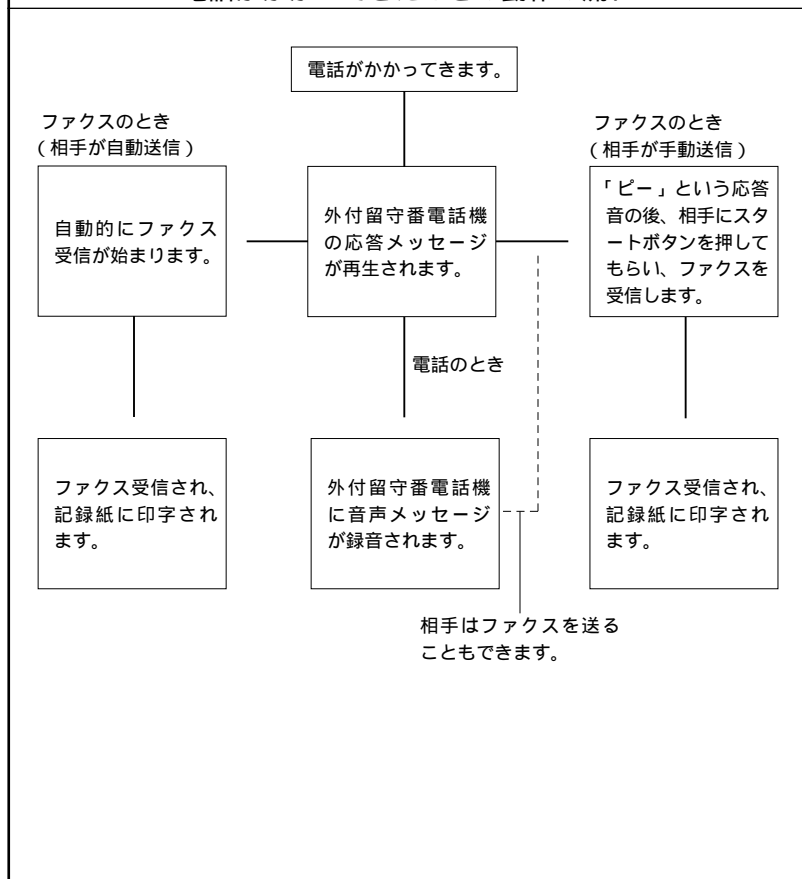 電話がかかってきます。
ファクスのとき
(相手が自動送信)
自動的にファクス
受信が始まります。
外付留守番電話機
の応答メッセージ
が再生されます。
ファクスのとき
(相手が手動送信)
「ピー」という応答
音の後、相手にスタ
ートボタンを押して
もらい、ファクスを
受信します。
電話のとき
ファクス受信され、
記録紙に印字され
ます。
外付留守番電話機
に音声メッセージ
が録音されます。
ファクス受信され、
記録紙に印字され
ます。
相手はファクスを送る
こともできます。